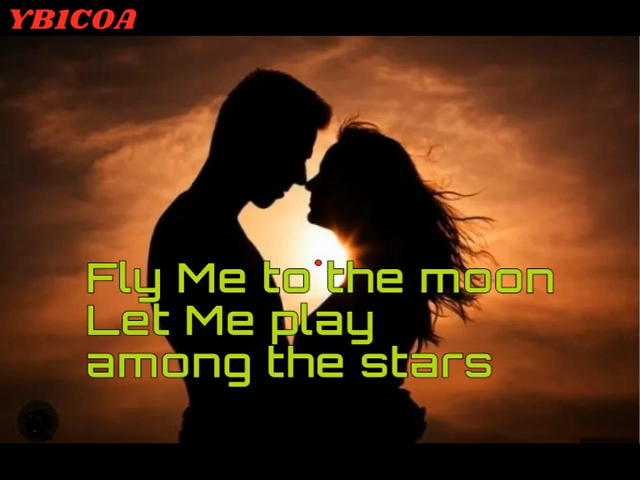 YB1COA
Fly Me to the moon
Let Me play
among the stars